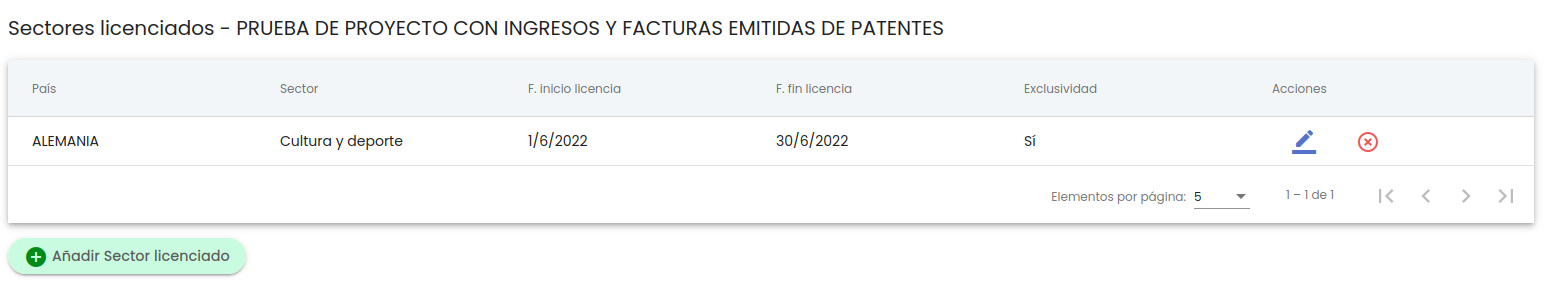 Sectores licenciados - PRUEBA DE PROYECTO CON INGRESOS Y FACTURAS EMITIDAS DE PATENTES
País Sector F. inicio licencia F. fin licencia Exclusividad Acciones
ALEMANIA Cultura y deporte 1/6/2022 30/6/2022 Sí
Elementos por página: 5 1 – 1 de 1
Añadir Sector licenciado